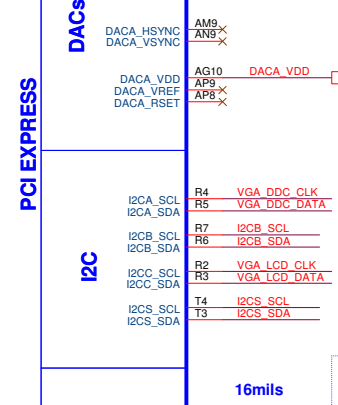 DACs
DACA_HSYNC AM9
DACA_VSYNC AN9
DACA_VDD AG10 DACA_VDD
DACA_VREF AP9
DACA_RSET AP8
PCI EXPRESS
I2C
I2CA_SCL R4 VGA_DDC_CLK
I2CA_SDA R5 VGA_DDC_DATA
I2CB_SCL R7 I2CB_SCL
I2CB_SDA R6 I2CB_SDA
I2CC_SCL R2 VGA_LCD_CLK
I2CC_SDA R3 VGA_LCD_DATA
I2CS_SCL T4 I2CS_SCL
I2CS_SDA T3 I2CS_SDA
16mils